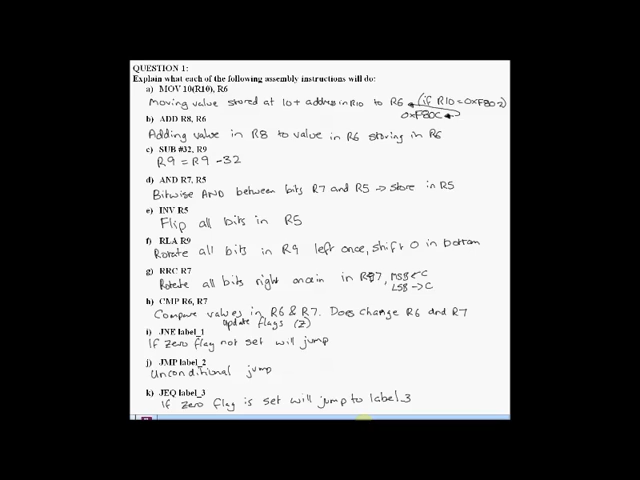 QUESTION 1:
Explain what each of the following assembly instructions will do:
a) MOV 10(R10), R6
Moving value stored at 10 + address in R10 to R6 (if R10 = 0xF802)
0xF80C
b) ADD R8, R6
Adding value in R8 to value in R6 storing in R6
c) SUB #32, R9
R9 = R9 - 32
d) AND R7, R5
Bitwise AND between bits R7 and R5 → store in R5
e) INV R5
Flip all bits in R5
f) RLA R9
Rotate all bits in R9 left once, shift 0 in bottom
g) RRC R7
Rotate all bits right once in R7, MSB ← C
LSB → C
h) CMP R6, R7
Compare values in R6 & R7. Does change R6 and R7
update flags (Z)
i) JNE label_1
If zero flag not set will jump
j) JMP label_2
Unconditional jump
k) JEQ label_3
If zero flag is set will jump to label_3